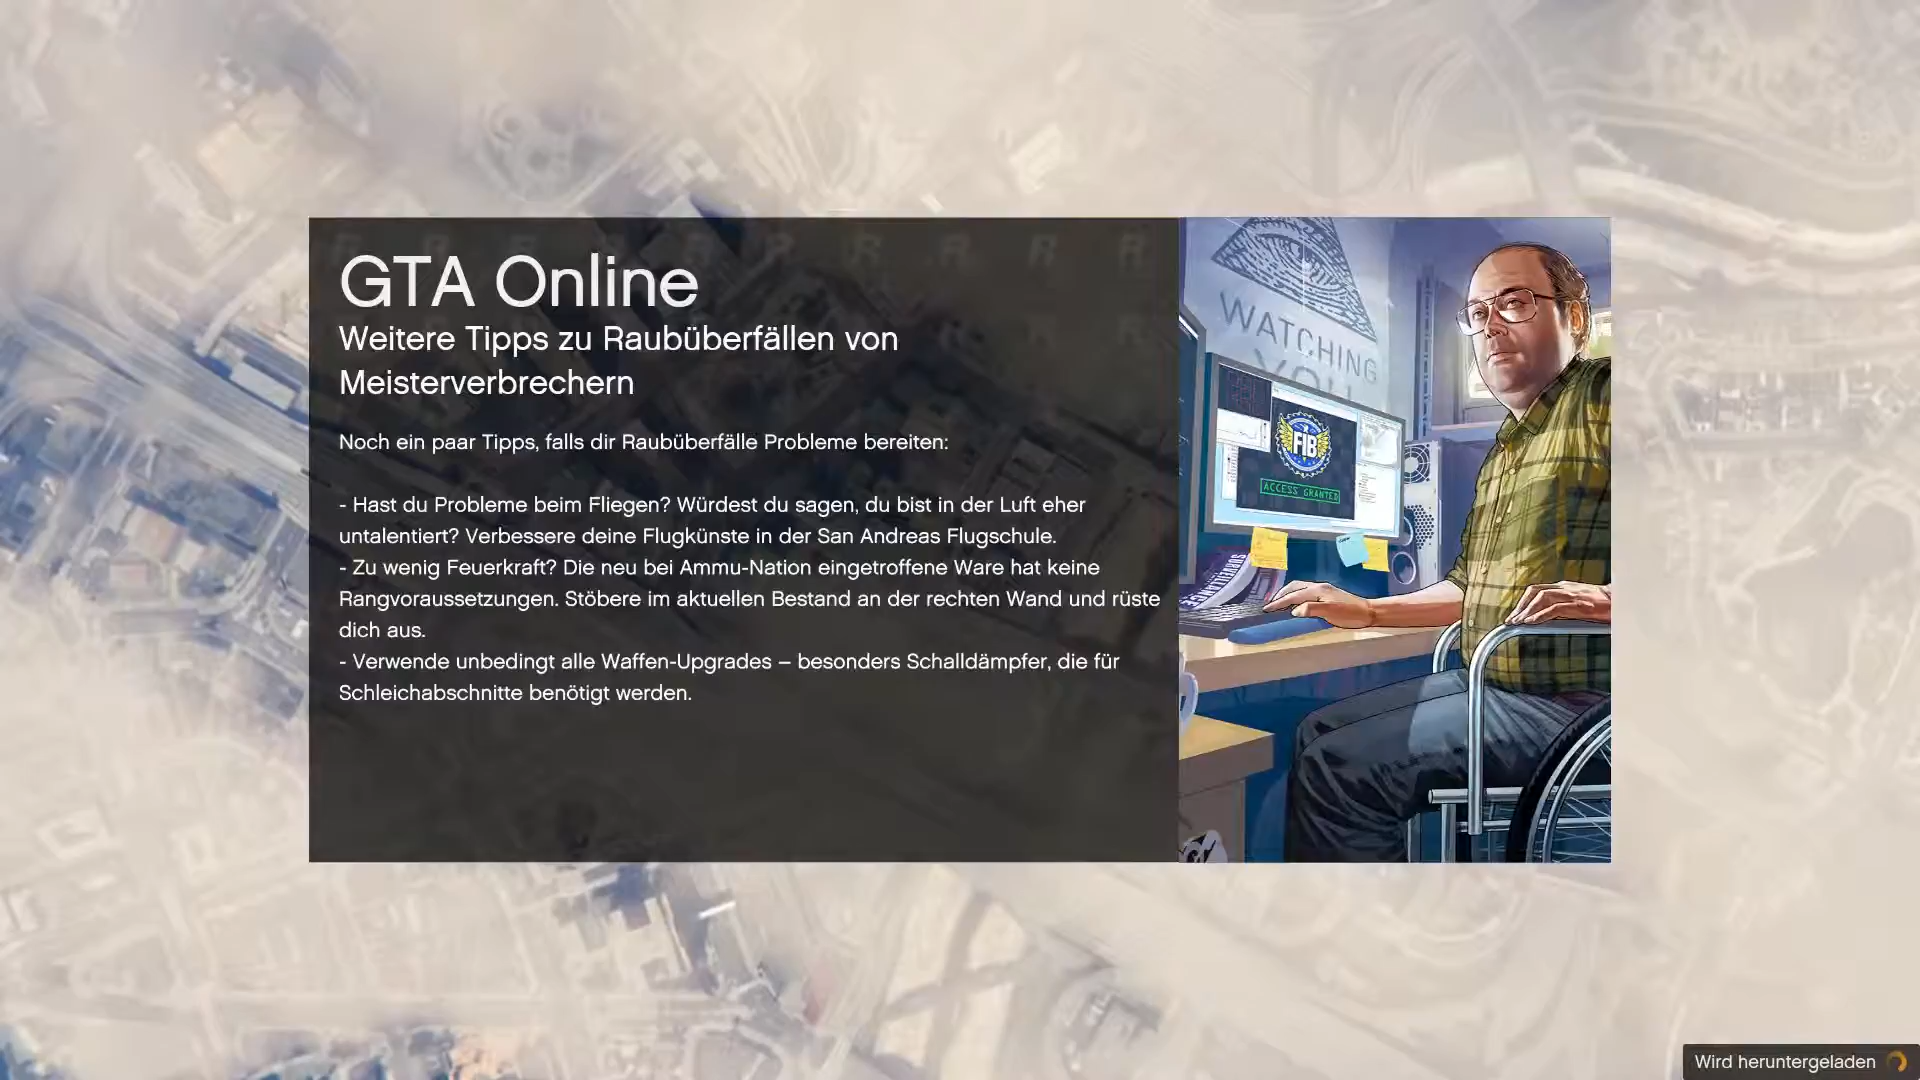 GTA Online
Weitere Tipps zu Raubüberfällen von
Meisterverbrechern
Noch ein paar Tipps, falls dir Raubüberfälle Probleme bereiten:
- Hast du Probleme beim Fliegen? Würdest du sagen, du bist in der Luft eher
untalentiert? Verbessere deine Flugkünste in der San Andreas Flugschule.
- Zu wenig Feuerkraft? Die neu bei Ammu-Nation eingetroffene Ware hat keine
Rangvoraussetzungen. Stöbere im aktuellen Bestand an der rechten Wand und rüste
dich aus.
- Verwende unbedingt alle Waffen-Upgrades – besonders Schalldämpfer, die für
Schleichabschnitte benötigt werden.
WATCHING
YOU
FIB
ACCESS GRANTED
SURVEILLANCE
Wird heruntergeladen